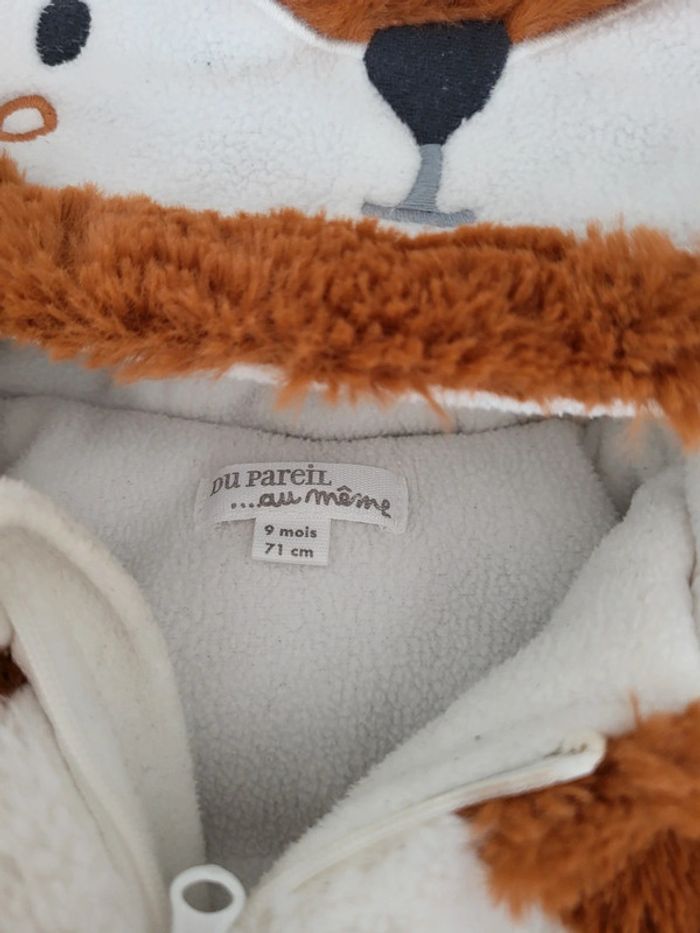 DU PAREIL
....au même
9 mois
71 cm